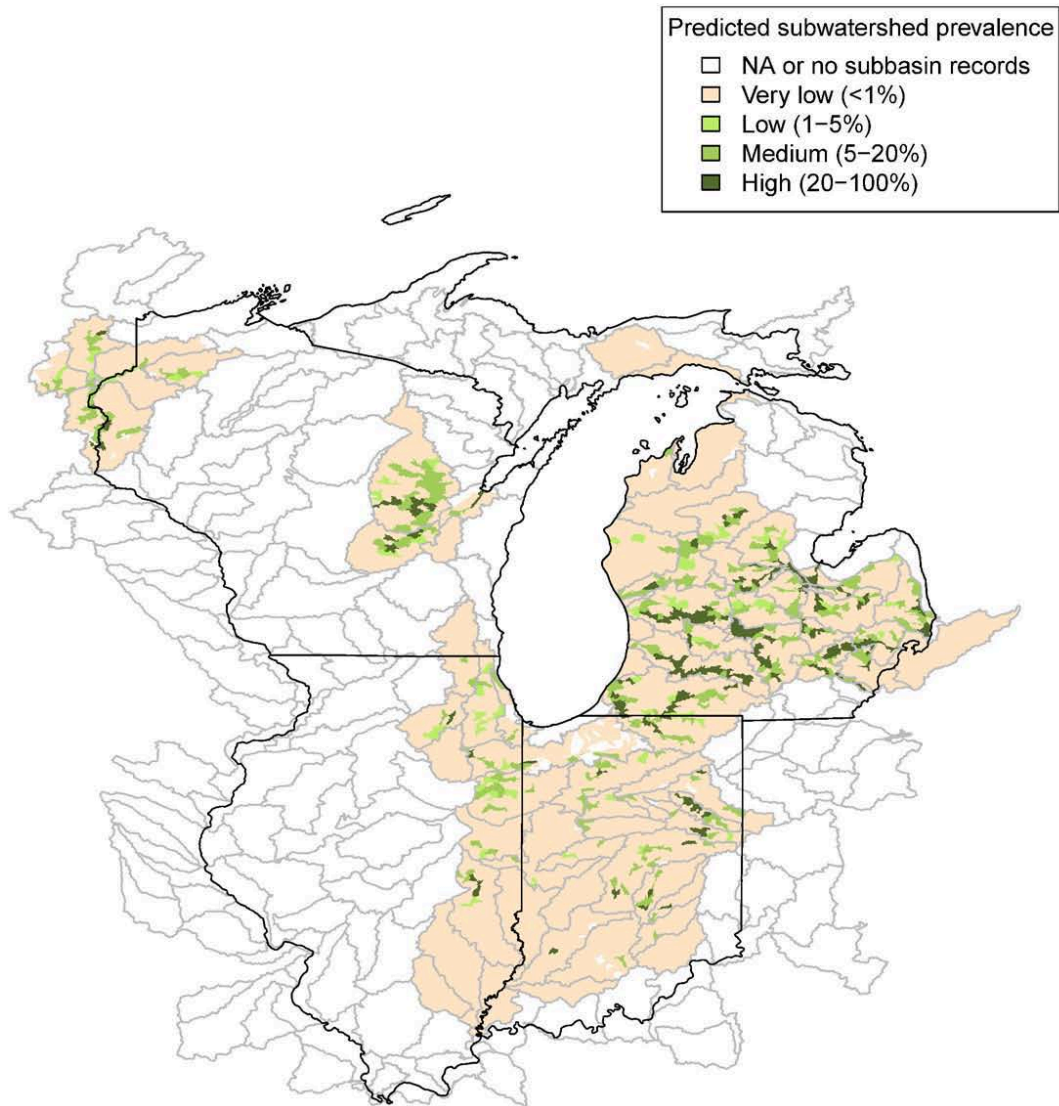 Predicted subwatershed prevalence
NA or no subbasin records
Very low (<1%)
Low (1−5%)
Medium (5−20%)
High (20−100%)